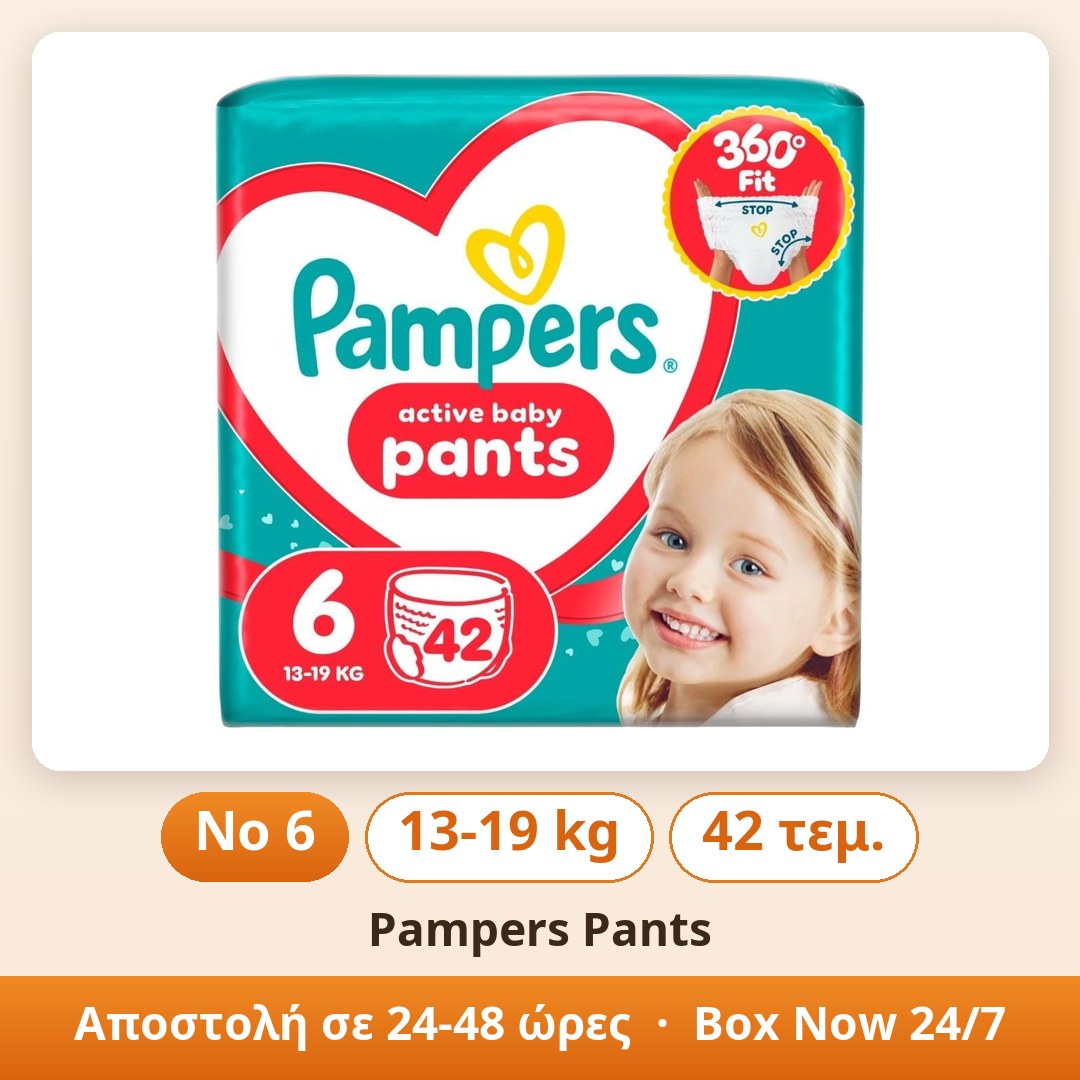 360°
Fit
STOP
STOP
Pampers®
active baby
pants
6
42
13-19 KG
No 6
13-19 kg
42 τεμ.
Pampers Pants
Αποστολή σε 24-48 ώρες · Box Now 24/7